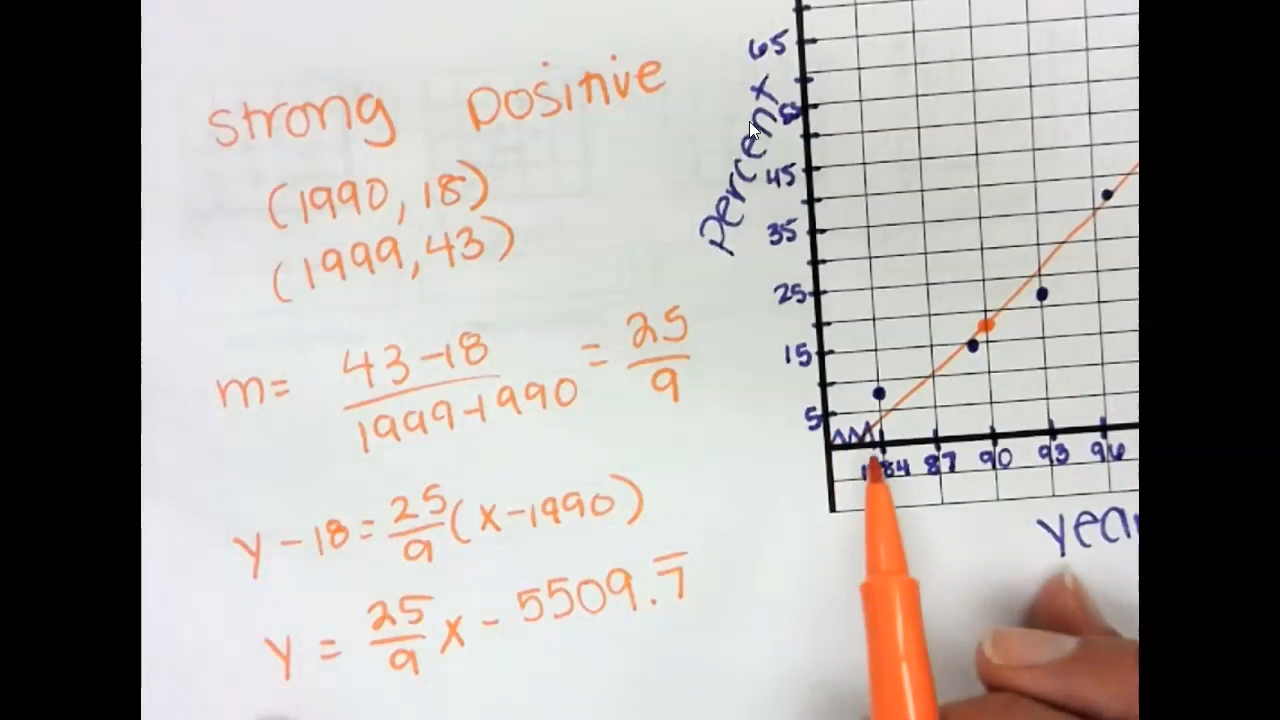 strong positive
(1990, 18)
(1999, 43)
m= 43-18 / 1999-1990 = 25/9
y - 18 = 25/9 (x - 1990)
y = 25/9 x - 5509.7̅
Percent
65
45
35
25
15
5
84 87 90 93 96
year